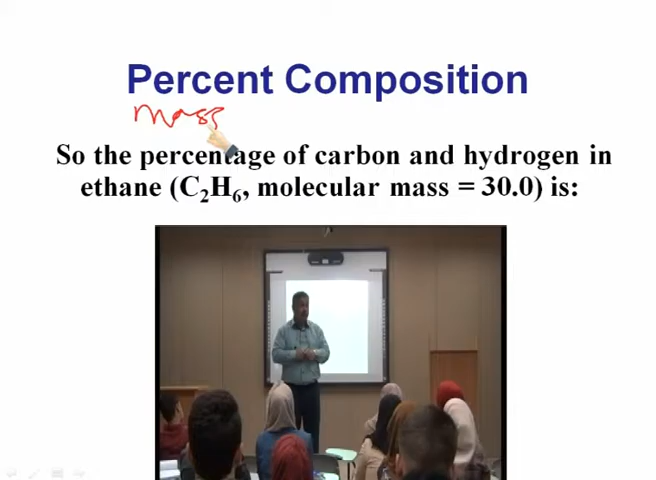 Percent Composition
mass
So the percentage of carbon and hydrogen in
ethane (C₂H₆, molecular mass = 30.0) is: